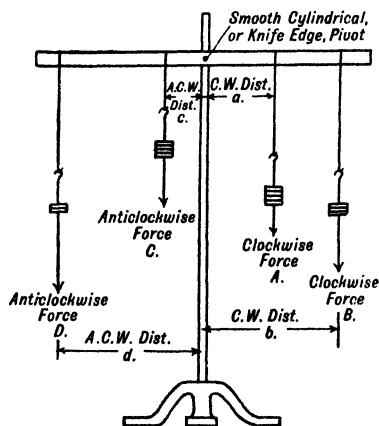 Smooth Cylindrical,
or Knife Edge, Pivot
A.C.W.
Dist.
c.
C.W. Dist.
a.
Anticlockwise
Force
C.
Clockwise
Force
A.
Anticlockwise
Force
D.
Clockwise
Force
B.
A.C.W. Dist.
d.
C.W. Dist.
b.